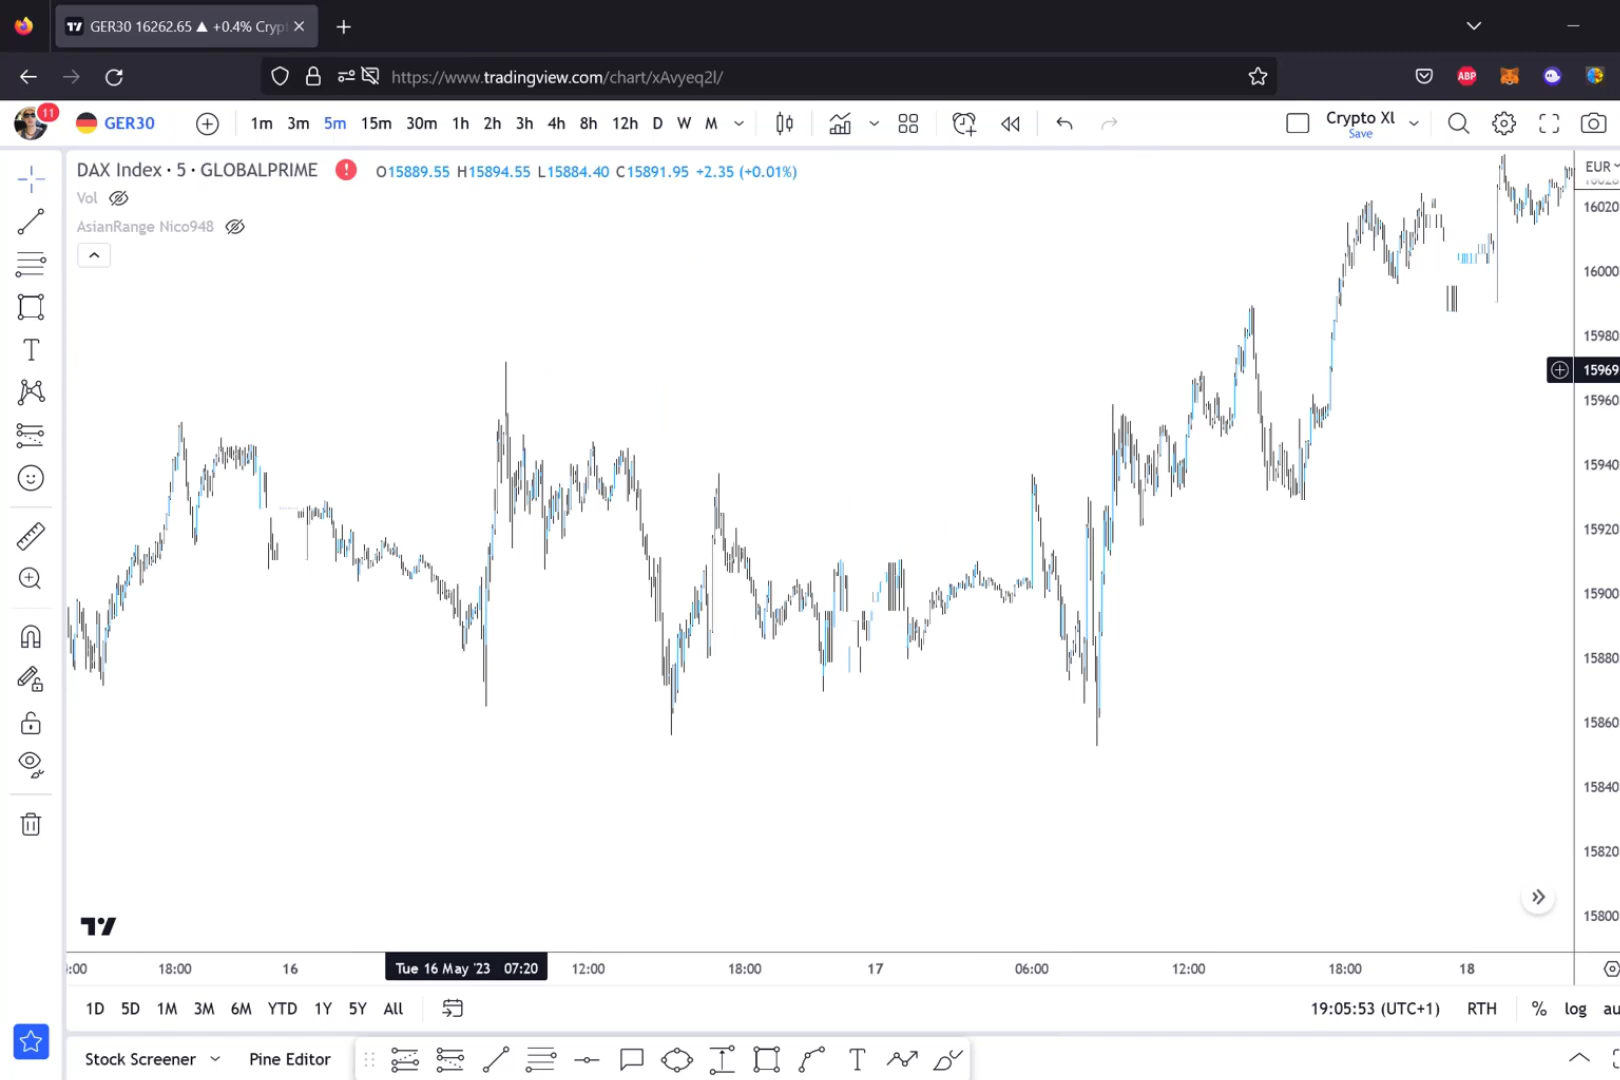 GER30 16262.65 ▲ +0.4% Cryp
https://www.tradingview.com/chart/xAvyeq2l/
ABP
11
GER30
1m 3m 5m 15m 30m 1h 2h 3h 4h 8h 12h D W M
Crypto Xl
Save
DAX Index · 5 · GLOBALPRIME
O15889.55 H15894.55 L15884.40 C15891.95 +2.35 (+0.01%)
EUR
Vol
AsianRange Nico948
16020
16000
15980
15969
15960
15940
15920
15900
15880
15860
15840
15820
15800
:00 18:00 16 Tue 16 May '23 07:20 12:00 18:00 17 06:00 12:00 18:00 18
1D 5D 1M 3M 6M YTD 1Y 5Y All
19:05:53 (UTC+1) RTH % log au
Stock Screener Pine Editor